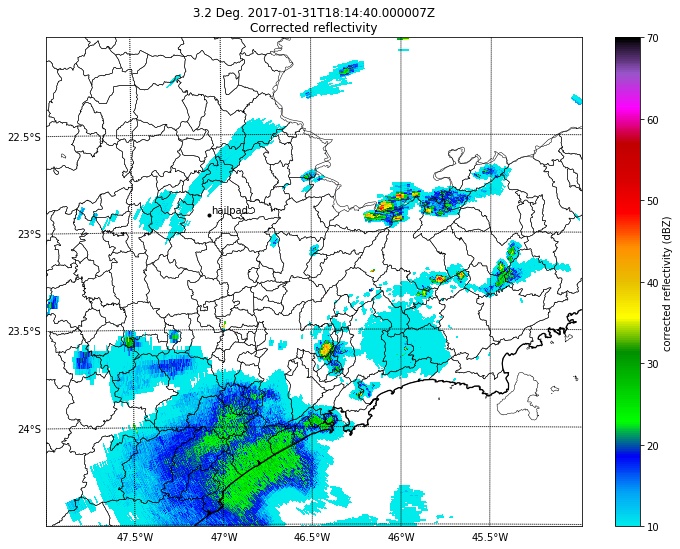 3.2 Deg. 2017-01-31T18:14:40.000007Z
Corrected reflectivity
22.5°S
23°S
23.5°S
24°S
hailpad
47.5°W
47°W
46.5°W
46°W
45.5°W
70
60
50
40
30
20
10
corrected reflectivity (dBZ)